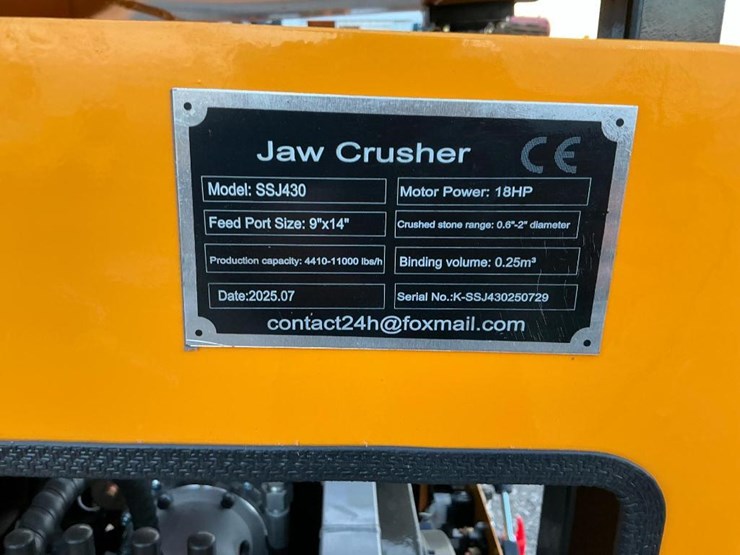 Jaw Crusher CE
Model: SSJ430 Motor Power: 18HP
Feed Port Size: 9"x14" Crushed stone range: 0.6"-2" diameter
Production capacity: 4410-11000 lbs/h Binding volume: 0.25m³
Date:2025.07 Serial No.:K-SSJ430250729
contact24h@foxmail.com